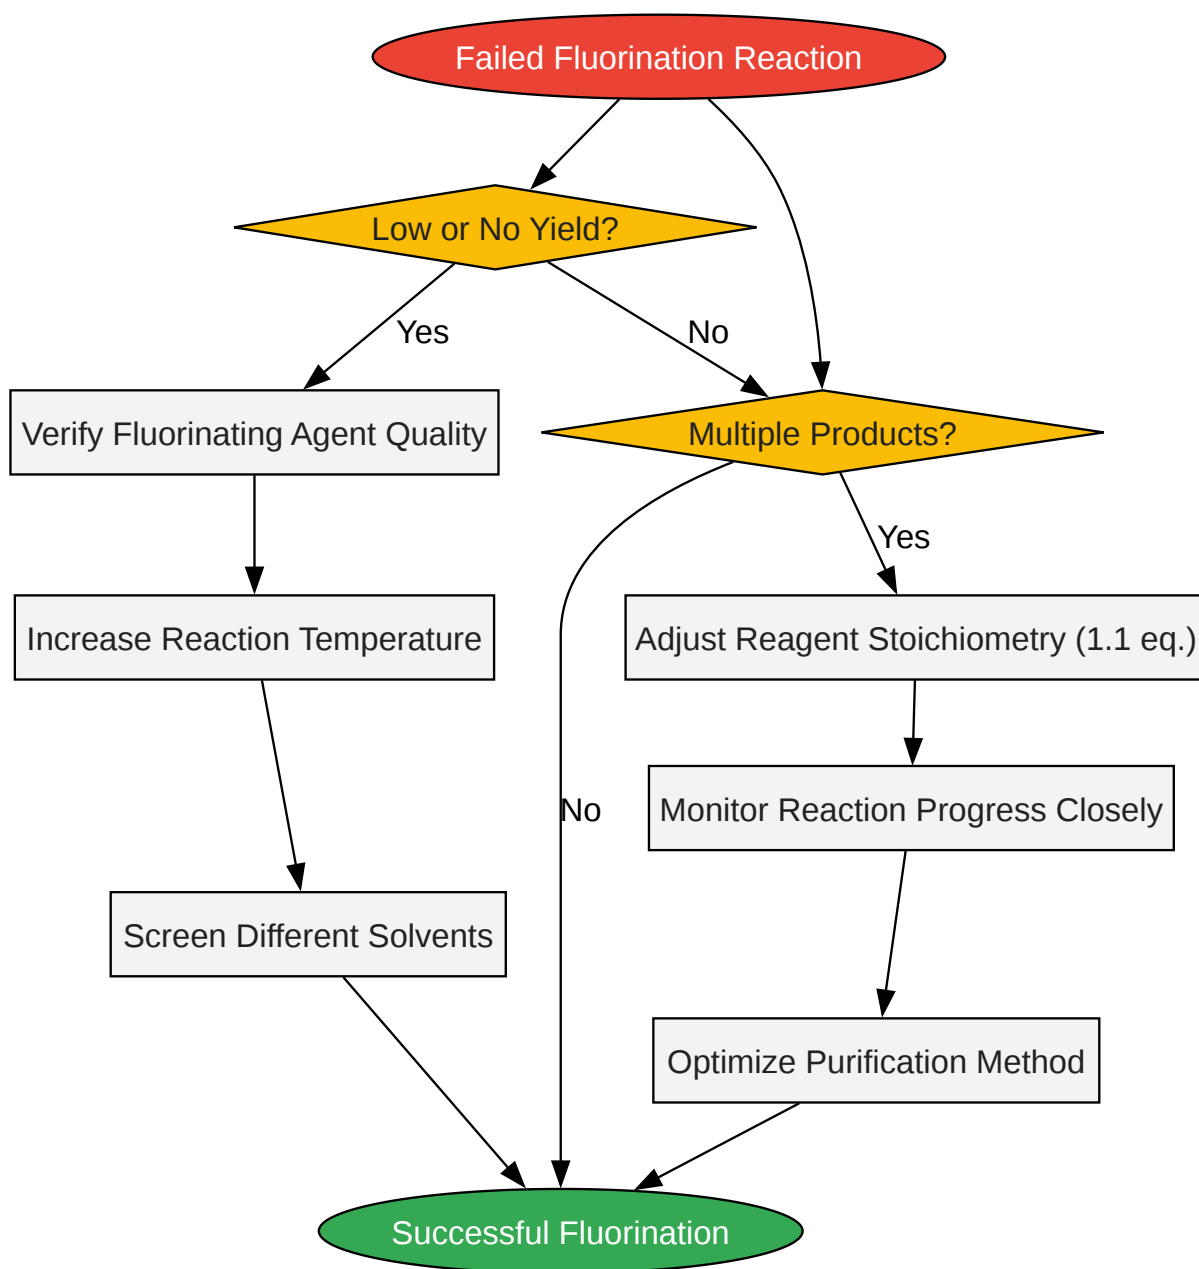 Failed Fluorination Reaction
Low or No Yield?
Yes
No
Verify Fluorinating Agent Quality
Multiple Products?
Yes
Increase Reaction Temperature
Adjust Reagent Stoichiometry (1.1 eq.)
No
Monitor Reaction Progress Closely
Screen Different Solvents
Optimize Purification Method
Successful Fluorination